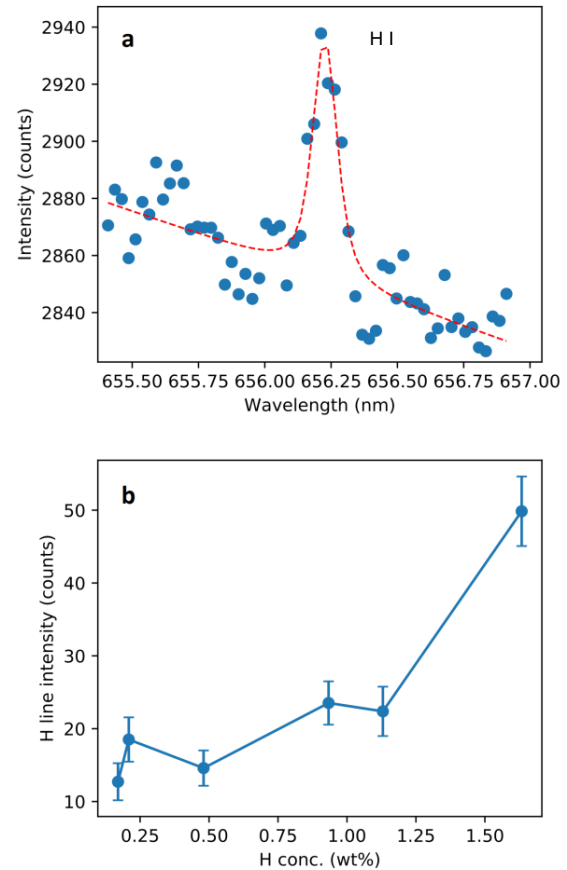 a
H I
Intensity (counts)
2940
2920
2900
2880
2860
2840
655.50 655.75 656.00 656.25 656.50 656.75 657.00
Wavelength (nm)
b
H line intensity (counts)
50
40
30
20
10
0.25 0.50 0.75 1.00 1.25 1.50
H conc. (wt%)